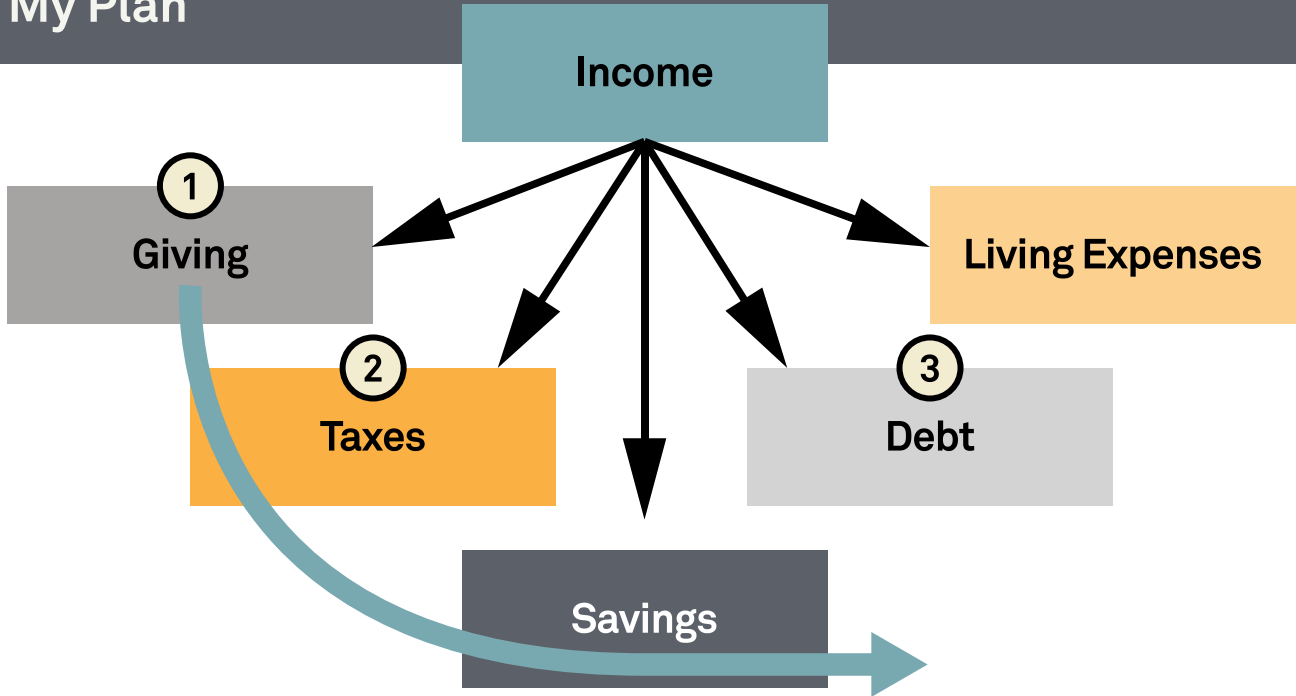 My Plan
Income
1
Giving
Living Expenses
2
Taxes
3
Debt
Savings